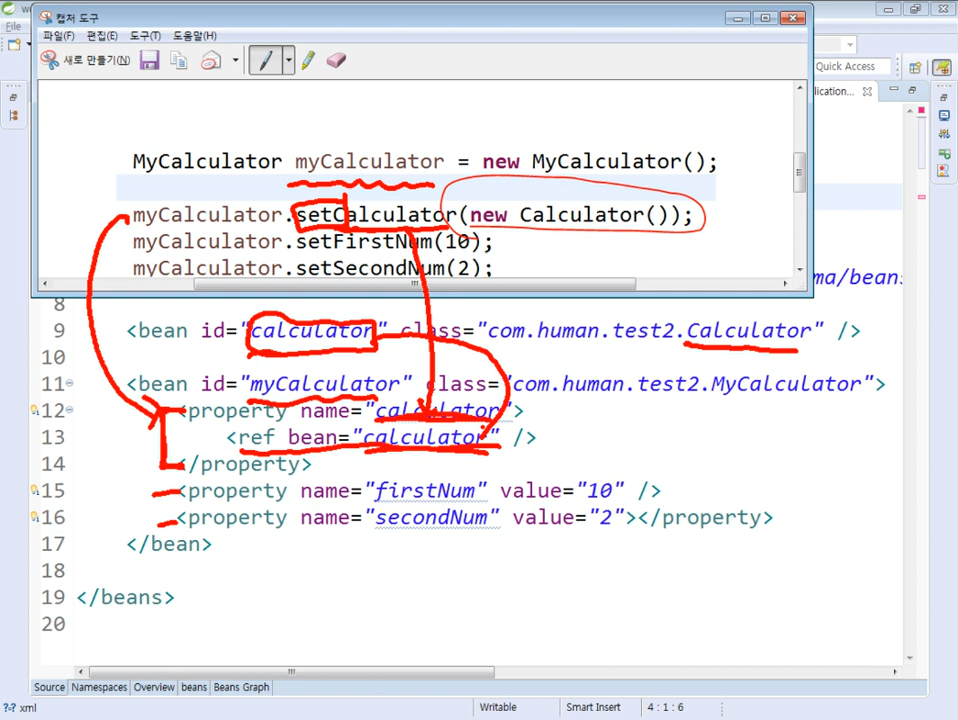 캡처 도구
파일(F) 편집(E) 도구(T) 도움말(H)
새로 만들기(N)
File
Quick Access
lication...
MyCalculator myCalculator = new MyCalculator();
myCalculator.setCalculator(new Calculator());
myCalculator.setFirstNum(10);
myCalculator.setSecondNum(2);
ma/beans
8
9 <bean id="calculator" class="com.human.test2.Calculator" />
10
11 <bean id="myCalculator" class="com.human.test2.MyCalculator">
12 <property name="calculator">
13 <ref bean="calculator" />
14 </property>
15 <property name="firstNum" value="10" />
16 <property name="secondNum" value="2"></property>
17 </bean>
18
19 </beans>
20
Source Namespaces Overview beans Beans Graph
xml Writable Smart Insert 4 : 1 : 6